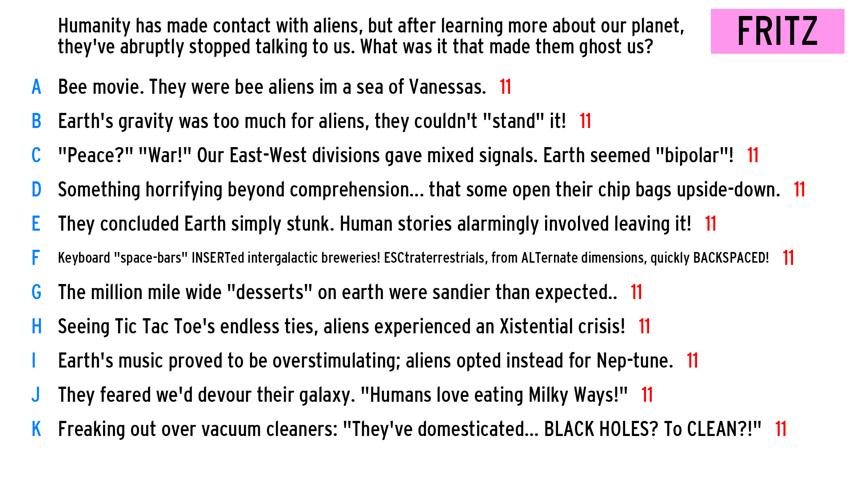 Humanity has made contact with aliens, but after learning more about our planet,
they've abruptly stopped talking to us. What was it that made them ghost us?
FRITZ
A Bee movie. They were bee aliens im a sea of Vanessas. 11
B Earth's gravity was too much for aliens, they couldn't "stand" it! 11
C "Peace?" "War!" Our East-West divisions gave mixed signals. Earth seemed "bipolar"! 11
D Something horrifying beyond comprehension... that some open their chip bags upside-down. 11
E They concluded Earth simply stunk. Human stories alarmingly involved leaving it! 11
F Keyboard "space-bars" INSERTed intergalactic breweries! ESCtraterrestrials, from ALTernate dimensions, quickly BACKSPACED! 11
G The million mile wide "desserts" on earth were sandier than expected.. 11
H Seeing Tic Tac Toe's endless ties, aliens experienced an Xistential crisis! 11
I Earth's music proved to be overstimulating; aliens opted instead for Nep-tune. 11
J They feared we'd devour their galaxy. "Humans love eating Milky Ways!" 11
K Freaking out over vacuum cleaners: "They've domesticated... BLACK HOLES? To CLEAN?!" 11